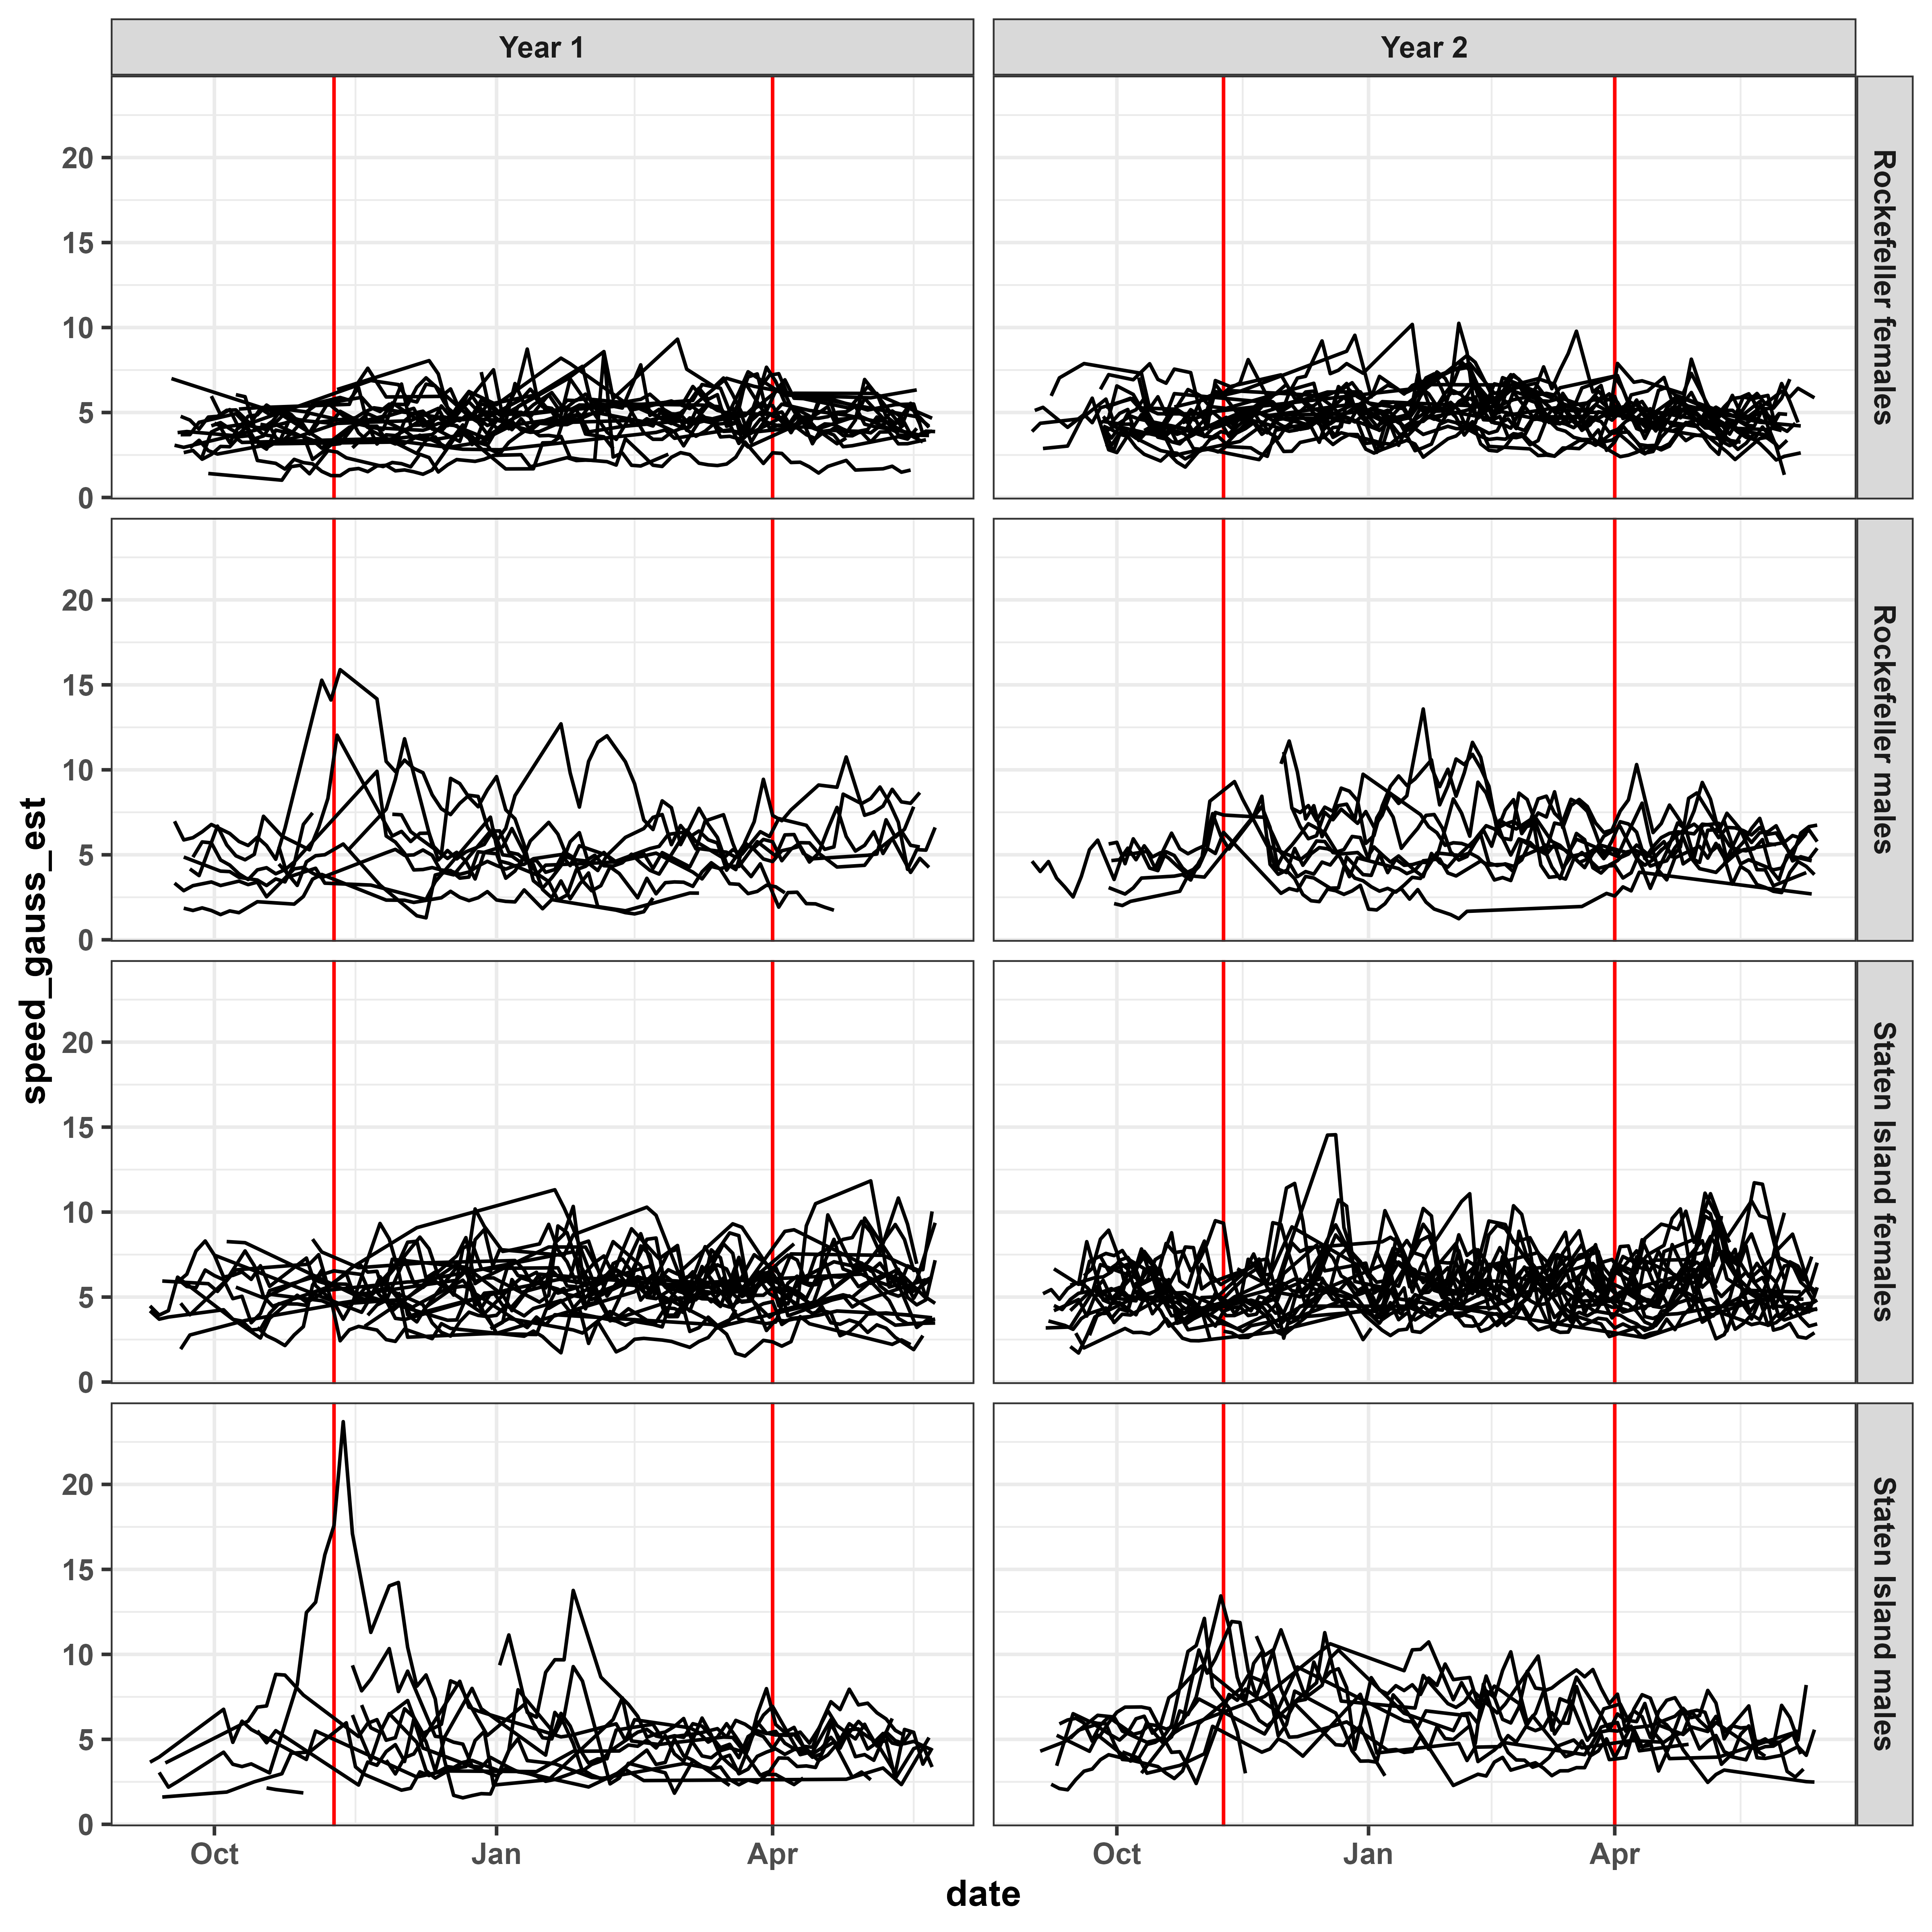 Year 1
Year 2
20
15
10
5
0
Rockefeller females
20
15
10
5
0
Rockefeller males
20
15
10
5
0
Staten Island females
20
15
10
5
0
Staten Island males
speed_gauss_est
Oct
Jan
Apr
Oct
Jan
Apr
date